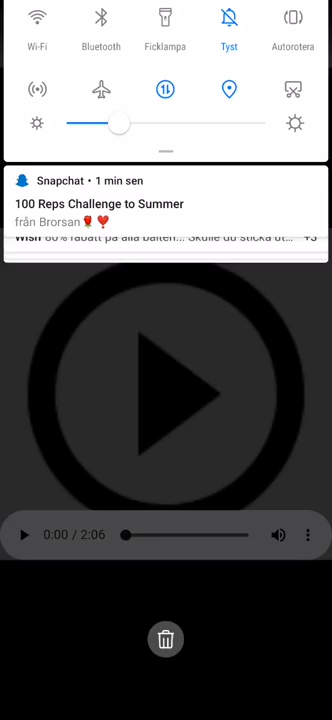 Wi-Fi Bluetooth Ficklampa Tyst Autorotera
Snapchat • 1 min sen
100 Reps Challenge to Summer
från Brorsan🌹❣️
Wish 80% rabatt på alla bälten… Skulle du sticka ut… +3
0:00 / 2:06